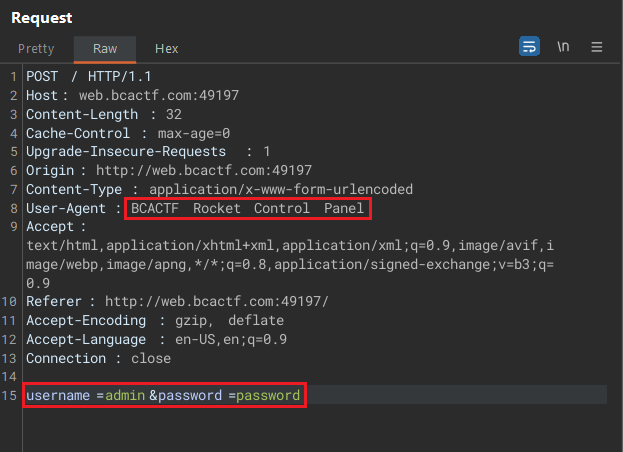 Request
Pretty Raw Hex \n
1 POST / HTTP/1.1
2 Host : web.bcactf.com:49197
3 Content-Length : 32
4 Cache-Control : max-age=0
5 Upgrade-Insecure-Requests : 1
6 Origin : http://web.bcactf.com:49197
7 Content-Type : application/x-www-form-urlencoded
8 User-Agent : BCACTF Rocket Control Panel
9 Accept :
text/html,application/xhtml+xml,application/xml;q=0.9,image/avif,i
mage/webp,image/apng,*/*;q=0.8,application/signed-exchange;v=b3;q=
0.9
10 Referer : http://web.bcactf.com:49197/
11 Accept-Encoding : gzip, deflate
12 Accept-Language : en-US,en;q=0.9
13 Connection : close
14
15 username =admin &password =password